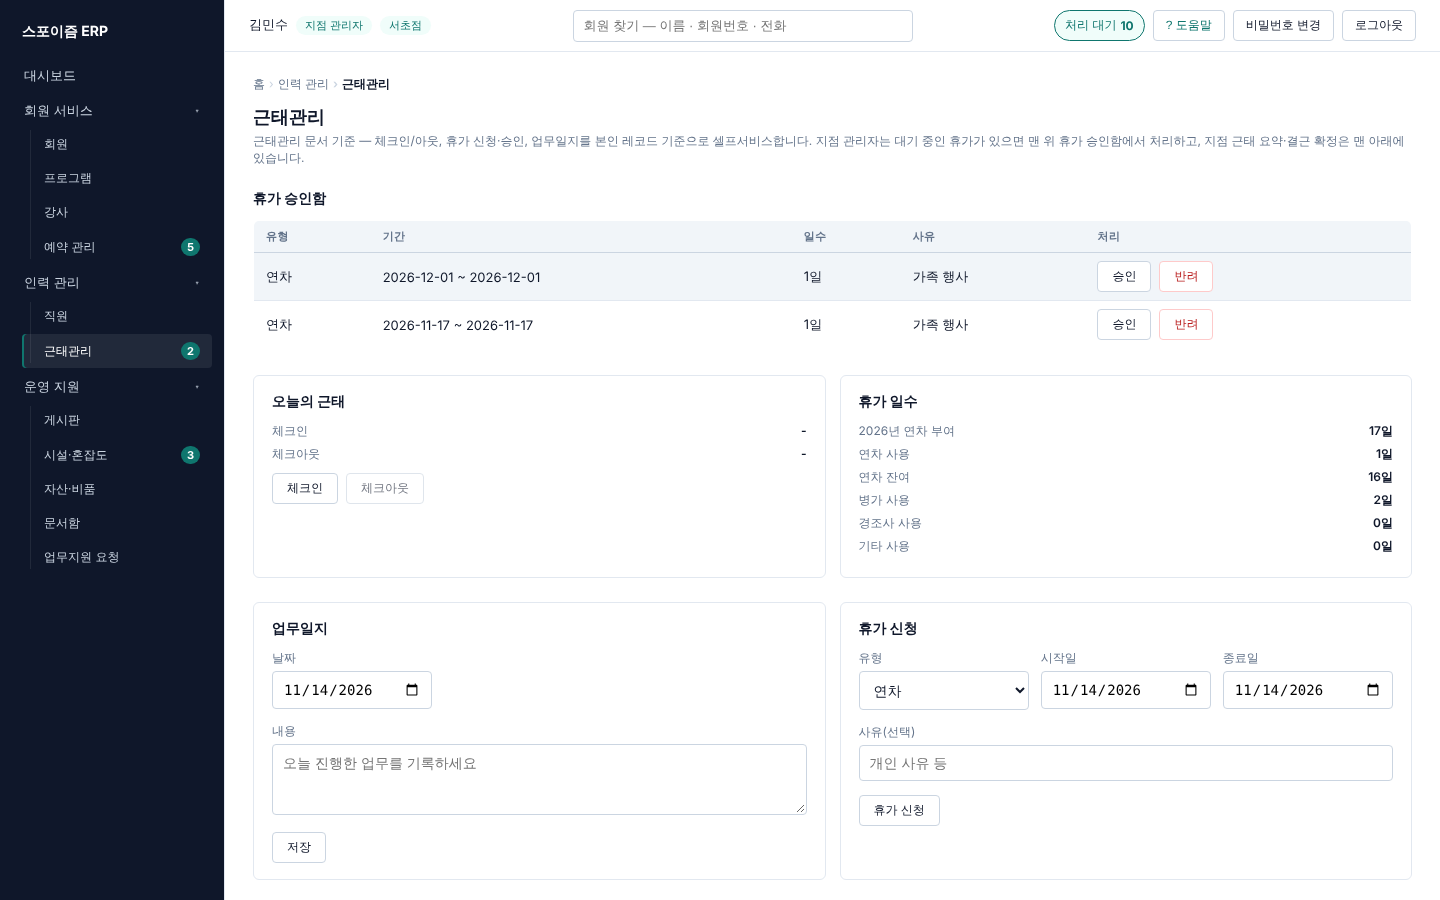 스포이즘 ERP
대시보드
회원 서비스
회원
프로그램
강사
예약 관리 5
인력 관리
직원
근태관리 2
운영 지원
게시판
시설·혼잡도 3
자산·비품
문서함
업무지원 요청
김민수 지점 관리자 서초점 회원 찾기 — 이름 · 회원번호 · 전화 처리 대기 10 ? 도움말 비밀번호 변경 로그아웃
홈 › 인력 관리 › 근태관리
근태관리
근태관리 문서 기준 — 체크인/아웃, 휴가 신청·승인, 업무일지를 본인 레코드 기준으로 셀프서비스합니다. 지점 관리자는 대기 중인 휴가가 있으면 맨 위 휴가 승인함에서 처리하고, 지점 근태 요약·결근 확정은 맨 아래에
있습니다.
휴가 승인함
유형 기간 일수 사유 처리
연차 2026-12-01 ~ 2026-12-01 1일 가족 행사 승인 반려
연차 2026-11-17 ~ 2026-11-17 1일 가족 행사 승인 반려
오늘의 근태
체크인 -
체크아웃 -
체크인 체크아웃
휴가 일수
2026년 연차 부여 17일
연차 사용 1일
연차 잔여 16일
병가 사용 2일
경조사 사용 0일
기타 사용 0일
업무일지
날짜
11/14/2026
내용
오늘 진행한 업무를 기록하세요
저장
휴가 신청
유형 시작일 종료일
연차 11/14/2026 11/14/2026
사유(선택)
개인 사유 등
휴가 신청